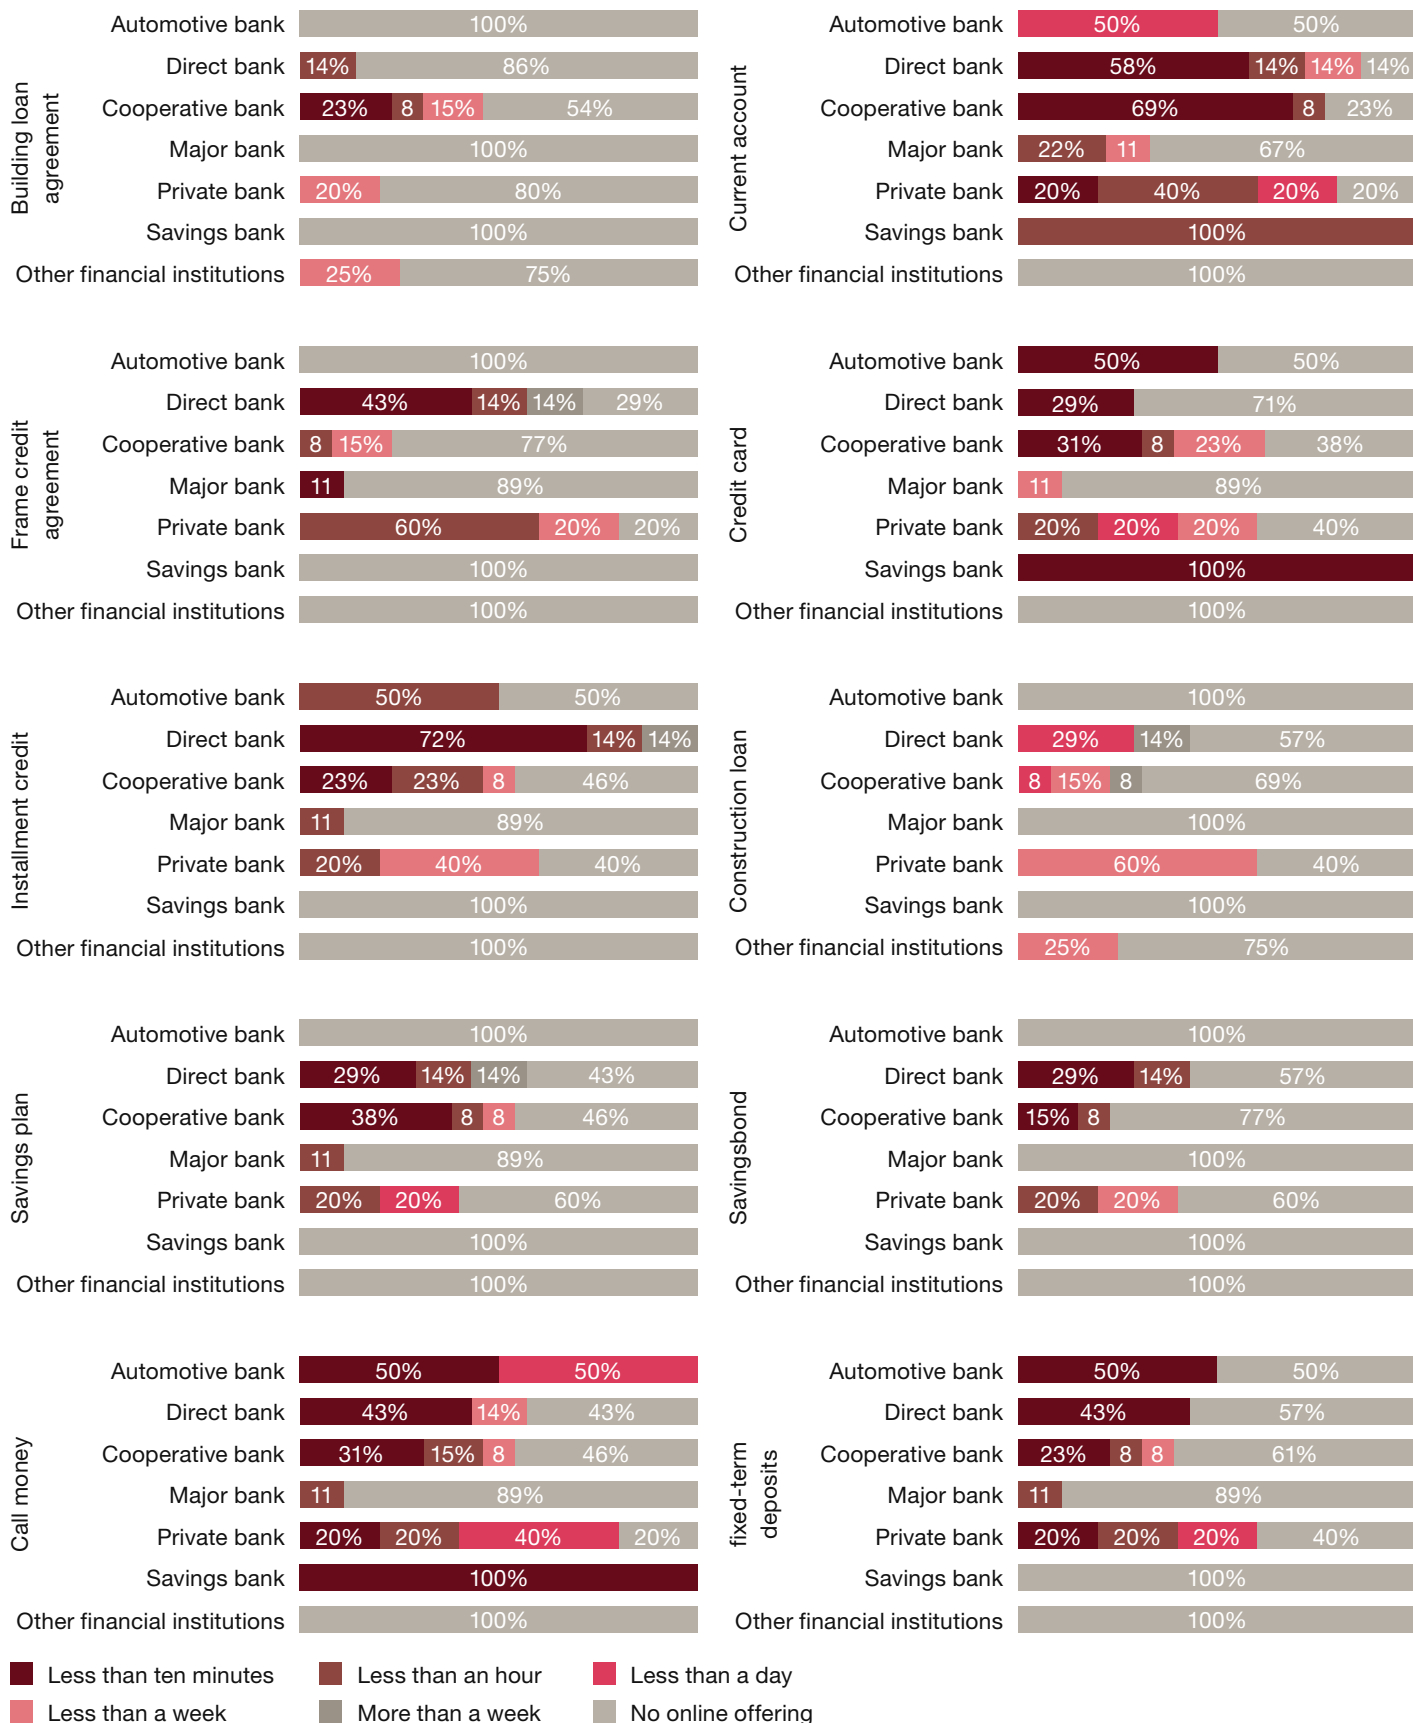 Building loan
agreement
Automotive bank 100%
Direct bank 14% 86%
Cooperative bank 23% 8 15% 54%
Major bank 100%
Private bank 20% 80%
Savings bank 100%
Other financial institutions 25% 75%
Current account
Automotive bank 50% 50%
Direct bank 58% 14% 14% 14%
Cooperative bank 69% 8 23%
Major bank 22% 11 67%
Private bank 20% 40% 20% 20%
Savings bank 100%
Other financial institutions 100%
Frame credit
agreement
Automotive bank 100%
Direct bank 43% 14% 14% 29%
Cooperative bank 8 15% 77%
Major bank 11 89%
Private bank 60% 20% 20%
Savings bank 100%
Other financial institutions 100%
Credit card
Automotive bank 50% 50%
Direct bank 29% 71%
Cooperative bank 31% 8 23% 38%
Major bank 11 89%
Private bank 20% 20% 20% 40%
Savings bank 100%
Other financial institutions 100%
Installment credit
Automotive bank 50% 50%
Direct bank 72% 14% 14%
Cooperative bank 23% 23% 8 46%
Major bank 11 89%
Private bank 20% 40% 40%
Savings bank 100%
Other financial institutions 100%
Construction loan
Automotive bank 100%
Direct bank 29% 14% 57%
Cooperative bank 8 15% 8 69%
Major bank 100%
Private bank 60% 40%
Savings bank 100%
Other financial institutions 25% 75%
Savings plan
Automotive bank 100%
Direct bank 29% 14% 14% 43%
Cooperative bank 38% 8 8 46%
Major bank 11 89%
Private bank 20% 20% 60%
Savings bank 100%
Other financial institutions 100%
Savingsbond
Automotive bank 100%
Direct bank 29% 14% 57%
Cooperative bank 15% 8 77%
Major bank 100%
Private bank 20% 20% 60%
Savings bank 100%
Other financial institutions 100%
Call money
Automotive bank 50% 50%
Direct bank 43% 14% 43%
Cooperative bank 31% 15% 8 46%
Major bank 11 89%
Private bank 20% 20% 40% 20%
Savings bank 100%
Other financial institutions 100%
fixed-term
deposits
Automotive bank 50% 50%
Direct bank 43% 57%
Cooperative bank 23% 8 8 61%
Major bank 11 89%
Private bank 20% 20% 20% 40%
Savings bank 100%
Other financial institutions 100%
Less than ten minutes Less than an hour Less than a day
Less than a week More than a week No online offering